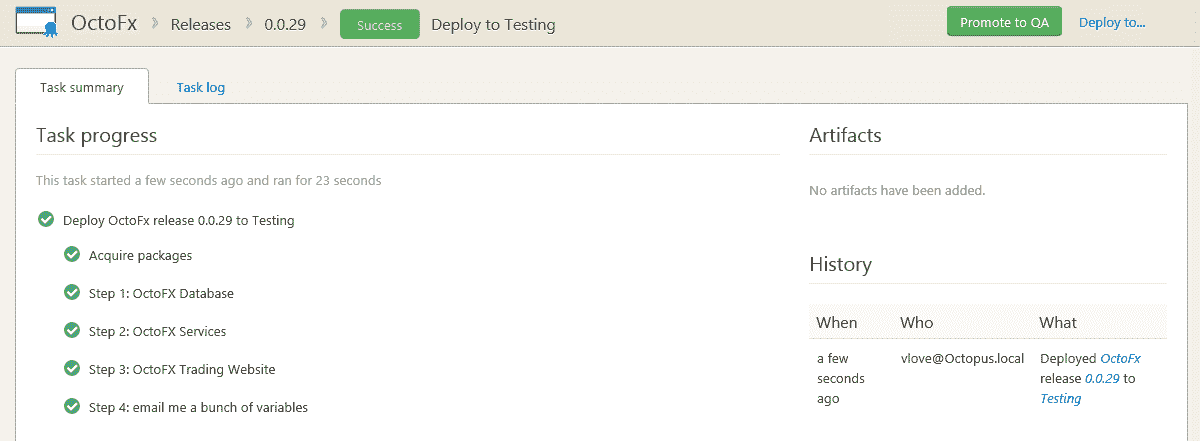 OctoFx » Releases » 0.0.29 » Success Deploy to Testing Promote to QA Deploy to...
Task summary Task log
Task progress
This task started a few seconds ago and ran for 23 seconds
Deploy OctoFx release 0.0.29 to Testing
Acquire packages
Step 1: OctoFX Database
Step 2: OctoFX Services
Step 3: OctoFX Trading Website
Step 4: email me a bunch of variables
Artifacts
No artifacts have been added.
History
When Who What
a few vlove@Octopus.local Deployed OctoFx
seconds release 0.0.29 to
ago Testing